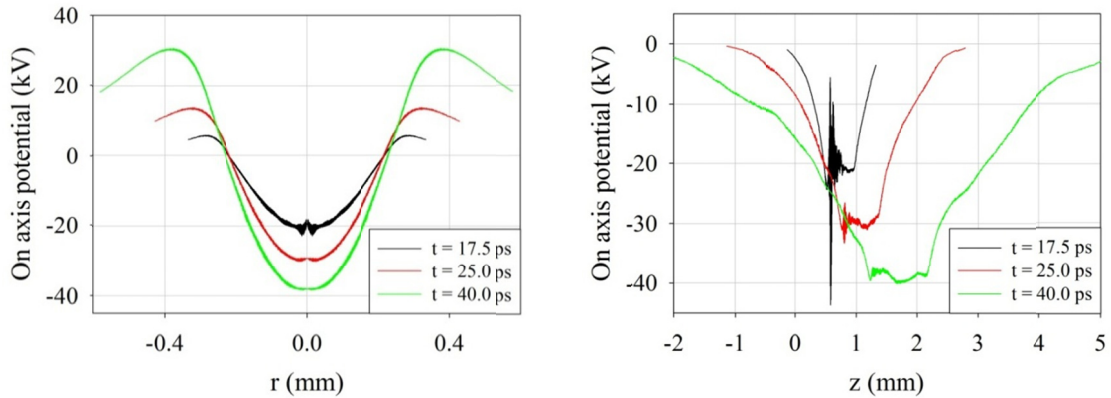 On axis potential (kV)
40
20
0
-20
-40
-0.4
0.0
0.4
r (mm)
t = 17.5 ps
t = 25.0 ps
t = 40.0 ps
On axis potential (kV)
0
-10
-20
-30
-40
-2
-1
0
1
2
3
4
5
z (mm)
t = 17.5 ps
t = 25.0 ps
t = 40.0 ps